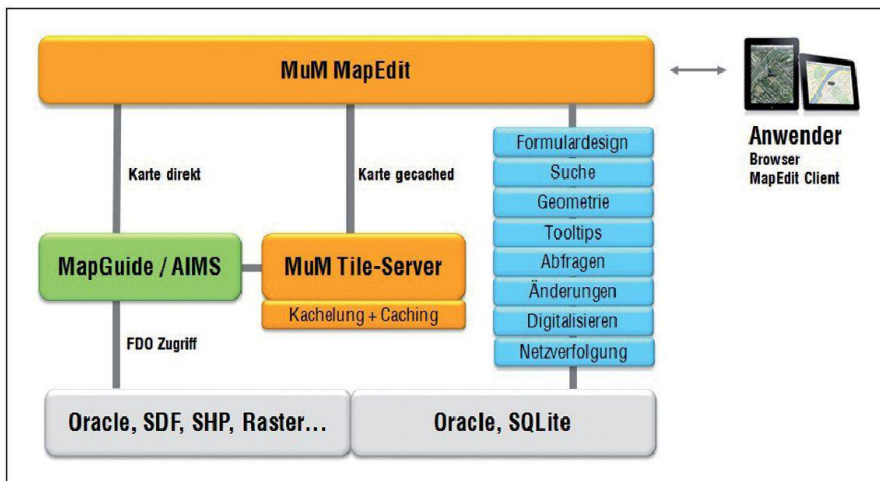 MuM MapEdit
Anwender
Browser
MapEdit Client
Karte direkt
Karte gecached
Formulardesign
Suche
Geometrie
Tooltips
Abfragen
Änderungen
Digitalisieren
Netzverfolgung
MapGuide / AIMS
MuM Tile-Server
Kachelung + Caching
FDO Zugriff
Oracle, SDF, SHP, Raster...
Oracle, SQLite